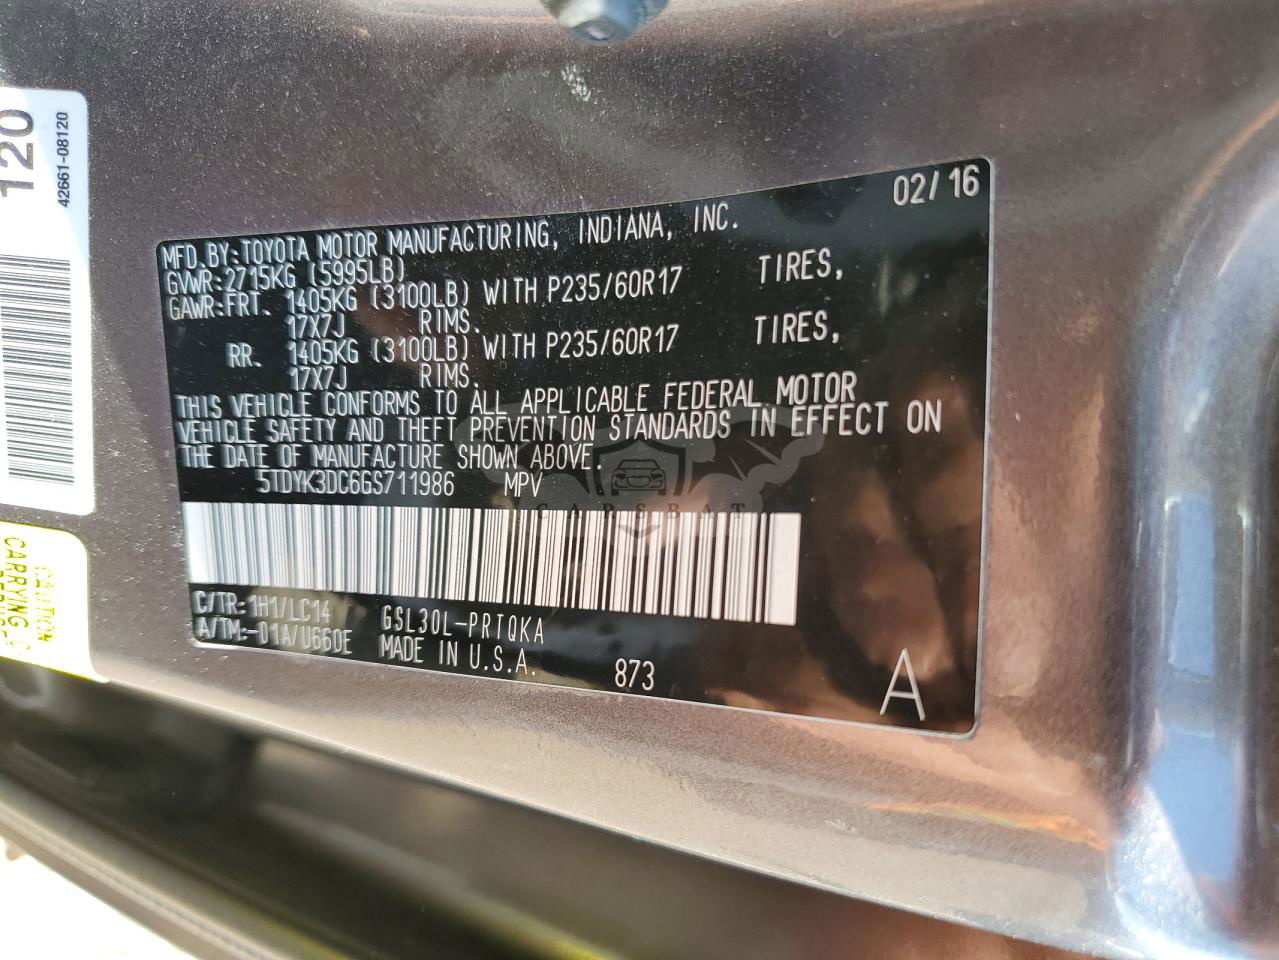 120
42661-08120
02/16
MFD.BY:TOYOTA MOTOR MANUFACTURING, INDIANA, INC.
GVWR:2715KG (5995LB)
GAWR:FRT. 1405KG (3100LB) WITH P235/60R17 TIRES,
17X7J RIMS.
RR. 1405KG (3100LB) WITH P235/60R17 TIRES,
17X7J RIMS.
THIS VEHICLE CONFORMS TO ALL APPLICABLE FEDERAL MOTOR
VEHICLE SAFETY AND THEFT PREVENTION STANDARDS IN EFFECT ON
THE DATE OF MANUFACTURE SHOWN ABOVE.
5TDYK3DC6GS711986 MPV
CARSBAT
C/TR:1H1/LC14 GSL30L-PRTQKA
A/TM:-01A/U660E MADE IN U.S.A. 873
A
CAUTION
CARRYING